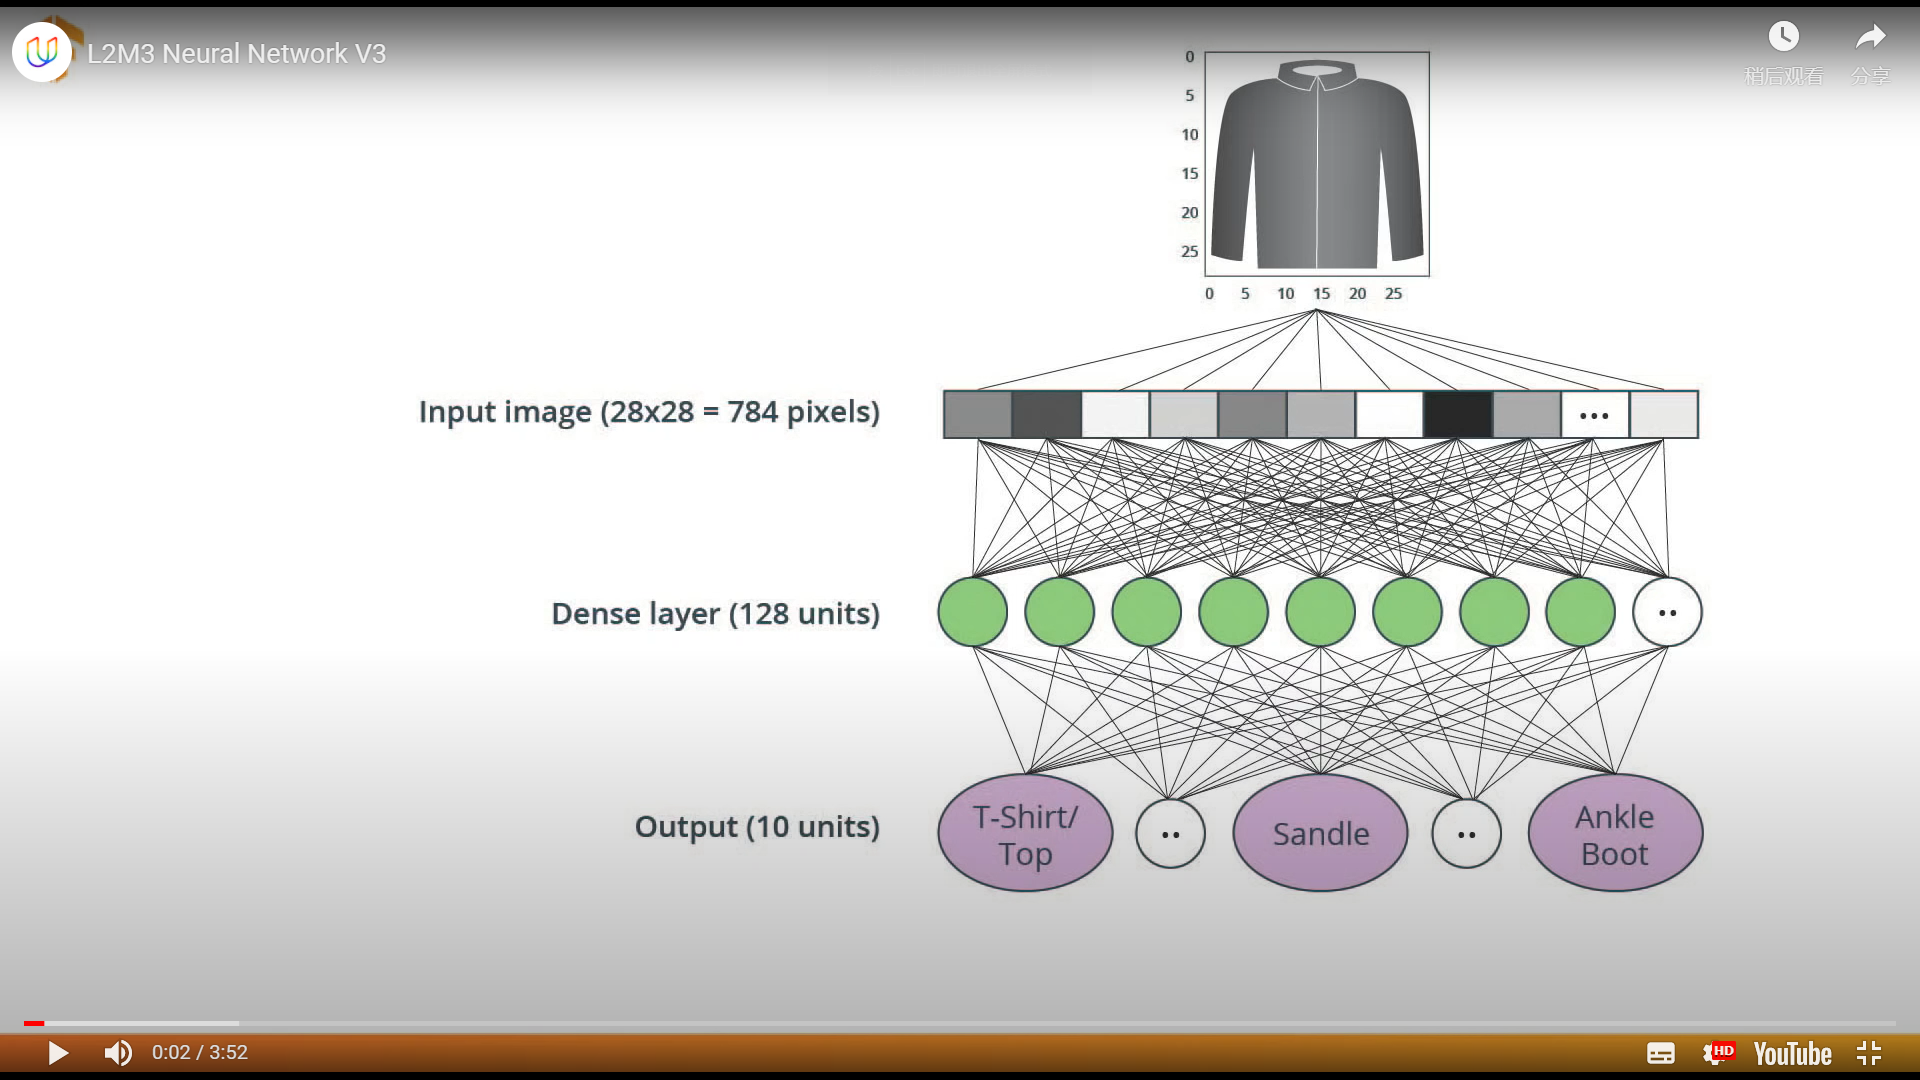 L2M3 Neural Network V3
稍后观看
分享
0
5
10
15
20
25
0 5 10 15 20 25
Input image (28x28 = 784 pixels)
...
Dense layer (128 units)
..
Output (10 units)
T-Shirt/
Top
..
Sandle
..
Ankle
Boot
0:02 / 3:52
HD
YouTube